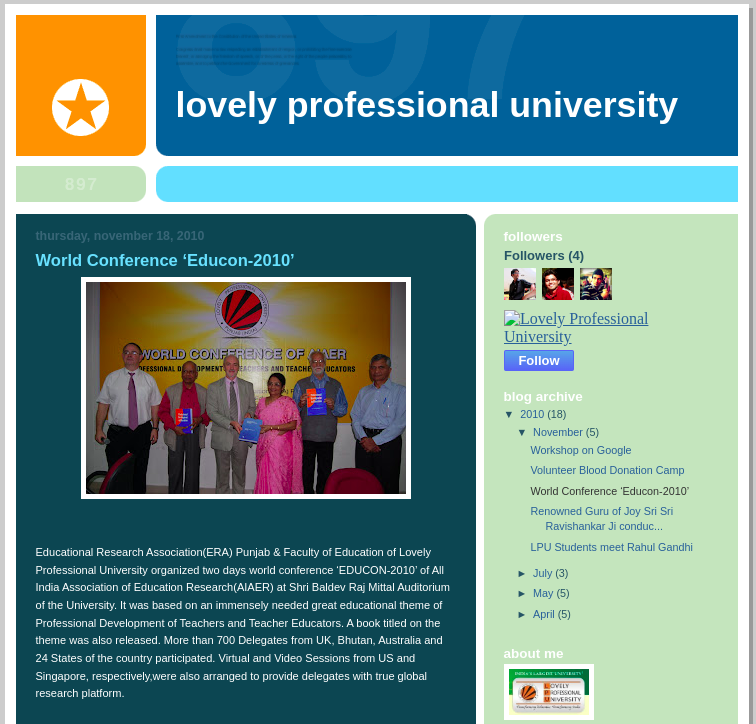 lovely professional university
897
thursday, november 18, 2010
World Conference ‘Educon-2010’
WORLD CONFERENCE OF AIAER
Educational Research Association(ERA) Punjab & Faculty of Education of Lovely
Professional University organized two days world conference ‘EDUCON-2010’ of All
India Association of Education Research(AIAER) at Shri Baldev Raj Mittal Auditorium
of the University. It was based on an immensely needed great educational theme of
Professional Development of Teachers and Teacher Educators. A book titled on the
theme was also released. More than 700 Delegates from UK, Bhutan, Australia and
24 States of the country participated. Virtual and Video Sessions from US and
Singapore, respectively,were also arranged to provide delegates with true global
research platform.
followers
Followers (4)
Lovely Professional
University
Follow
blog archive
▼ 2010 (18)
▼ November (5)
Workshop on Google
Volunteer Blood Donation Camp
World Conference ‘Educon-2010’
Renowned Guru of Joy Sri Sri
Ravishankar Ji conduc...
LPU Students meet Rahul Gandhi
► July (3)
► May (5)
► April (5)
about me
INDIA'S LARGEST UNIVERSITY
LOVELY
PROFESSIONAL
UNIVERSITY